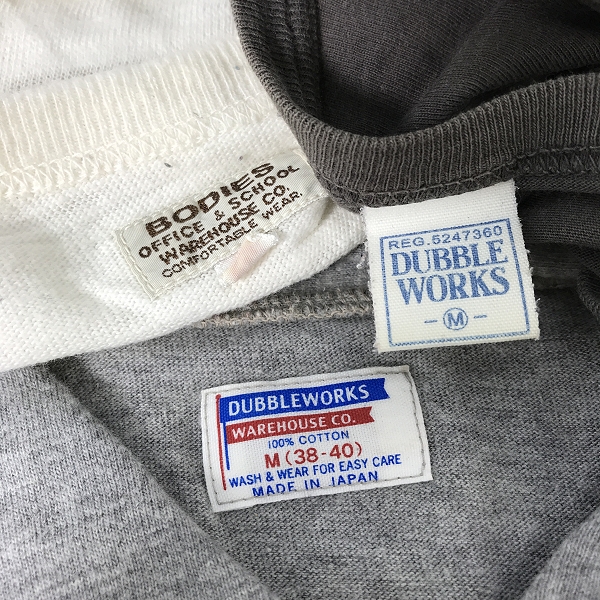 BODIES
OFFICE & SCHOOL
WAREHOUSE CO.
COMFORTABLE WEAR
REG.5247360
DUBBLE
WORKS
-M-
DUBBLEWORKS
WAREHOUSE CO.
100% COTTON
M (38-40)
WASH & WEAR FOR EASY CARE
MADE IN JAPAN